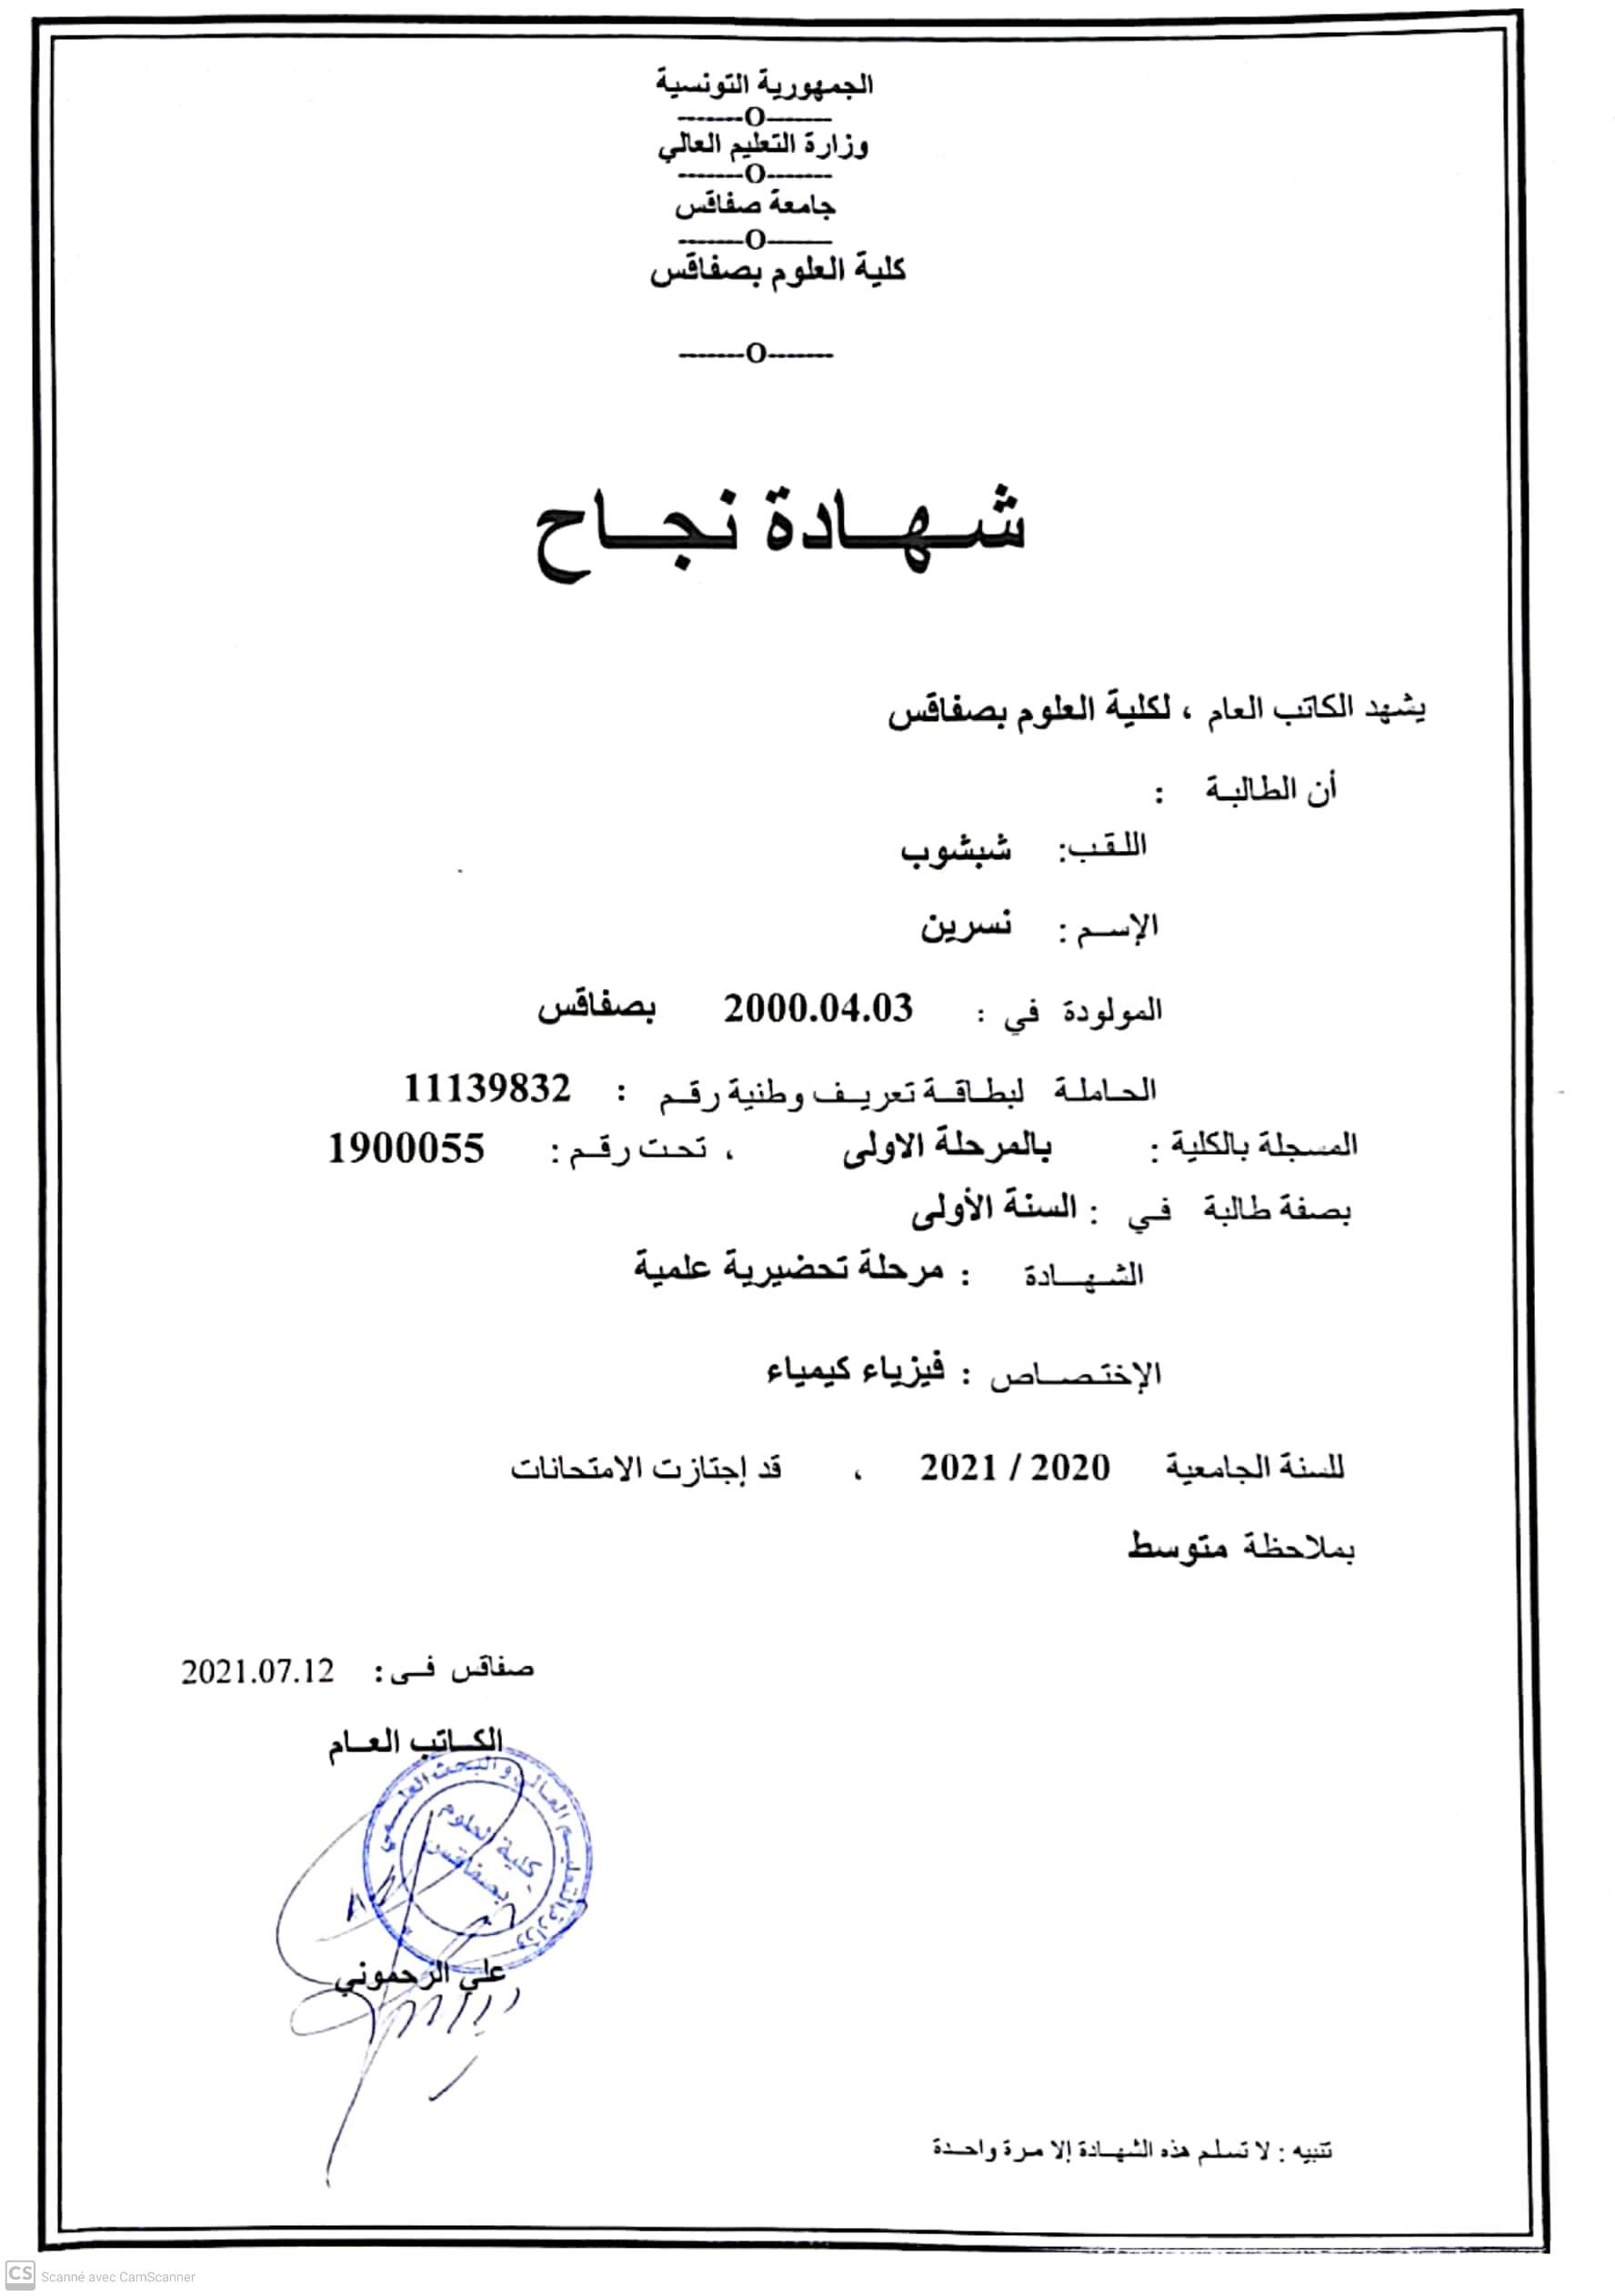 الجمهورية التونسية
-------O-------
وزارة التعليم العالي
-------O-------
جامعة صفاقس
-------O-------
كلية العلوم بصفاقس
-------O-------
شهادة نجاح
يشهد الكاتب العام ، لكلية العلوم بصفاقس
أن الطالبة :
اللقب: شبشوب
الإسم : نسرين
المولودة في : 2000.04.03 بصفاقس
الحاملة لبطاقة تعريف وطنية رقم : 11139832
المسجلة بالكلية : بالمرحلة الاولى ، تحت رقم : 1900055
بصفة طالبة في : السنة الأولى
الشهادة : مرحلة تحضيرية علمية
الإختصاص : فيزياء كيمياء
للسنة الجامعية 2020 / 2021 ، قد إجتازت الامتحانات
بملاحظة متوسط
صفاقس في : 2021.07.12
الكاتب العام
وزارة التعليم العالي و البحث العلمي
كلية العلوم
بصفاقس
علي الرحموني
تنبيه : لا تسلم هذه الشهادة إلا مرة واحدة
CS Scanné avec CamScanner